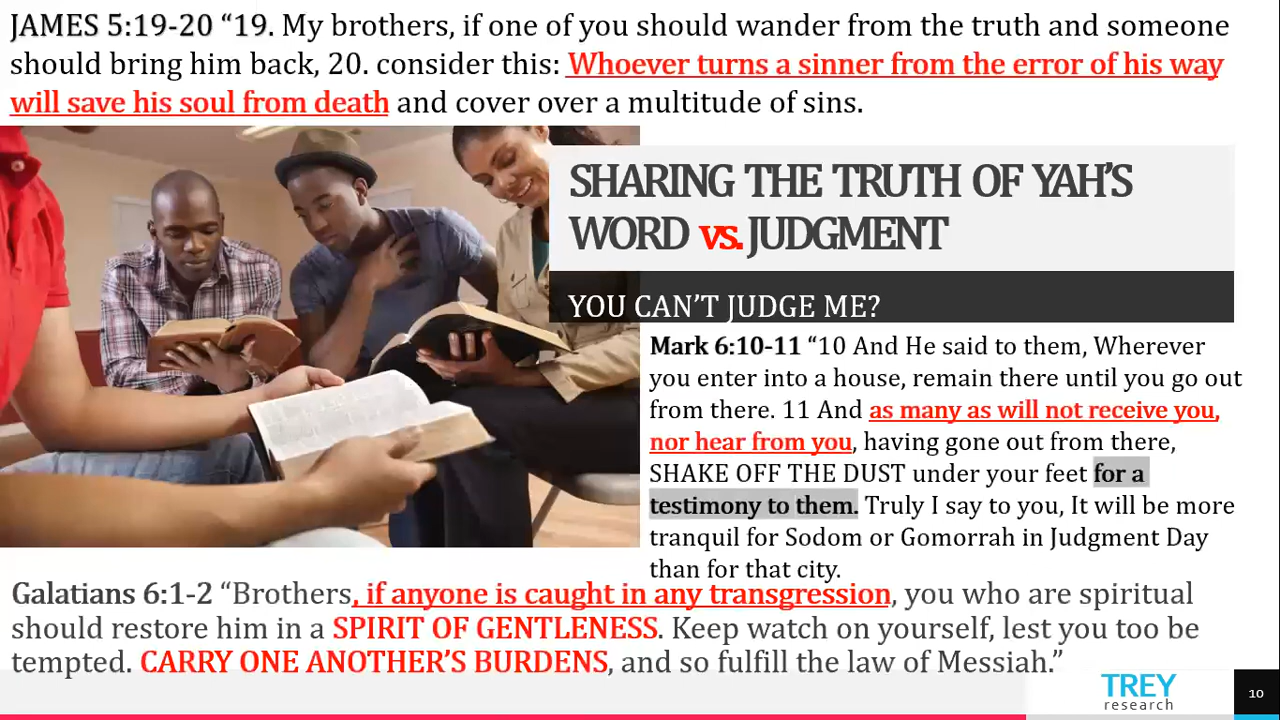 JAMES 5:19-20 “19. My brothers, if one of you should wander from the truth and someone
should bring him back, 20. consider this: Whoever turns a sinner from the error of his way
will save his soul from death and cover over a multitude of sins.
SHARING THE TRUTH OF YAH’S
WORD vs. JUDGMENT
YOU CAN’T JUDGE ME?
Mark 6:10-11 “10 And He said to them, Wherever
you enter into a house, remain there until you go out
from there. 11 And as many as will not receive you,
nor hear from you, having gone out from there,
SHAKE OFF THE DUST under your feet for a
testimony to them. Truly I say to you, It will be more
tranquil for Sodom or Gomorrah in Judgment Day
than for that city.
Galatians 6:1-2 “Brothers, if anyone is caught in any transgression, you who are spiritual
should restore him in a SPIRIT OF GENTLENESS. Keep watch on yourself, lest you too be
tempted. CARRY ONE ANOTHER’S BURDENS, and so fulfill the law of Messiah.”
TREY
research
10